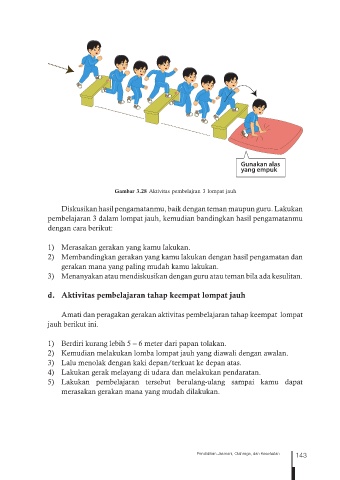 Gunakan alas
yang empuk
Gambar 3.28 Aktivitas pembelajran 3 lompat jauh
Diskusikan hasil pengamatanmu, baik dengan teman maupun guru. Lakukan
pembelajaran 3 dalam lompat jauh, kemudian bandingkan hasil pengamatanmu
dengan cara berikut:
1) Merasakan gerakan yang kamu lakukan.
2) Membandingkan gerakan yang kamu lakukan dengan hasil pengamatan dan
gerakan mana yang paling mudah kamu lakukan.
3) Menanyakan atau mendiskusikan dengan guru atau teman bila ada kesulitan.
d. Aktivitas pembelajaran tahap keempat lompat jauh
Amati dan peragakan gerakan aktivitas pembelajaran tahap keempat lompat
jauh berikut ini.
1) Berdiri kurang lebih 5 – 6 meter dari papan tolakan.
2) Kemudian melakukan lomba lompat jauh yang diawali dengan awalan.
3) Lalu menolak dengan kaki depan/terkuat ke depan atas.
4) Lakukan gerak melayang di udara dan melakukan pendaratan.
5) Lakukan pembelajaran tersebut berulang-ulang sampai kamu dapat
merasakan gerakan mana yang mudah dilakukan.
Pendidikan Jasmani, Olahraga, dan Kesehatan 143